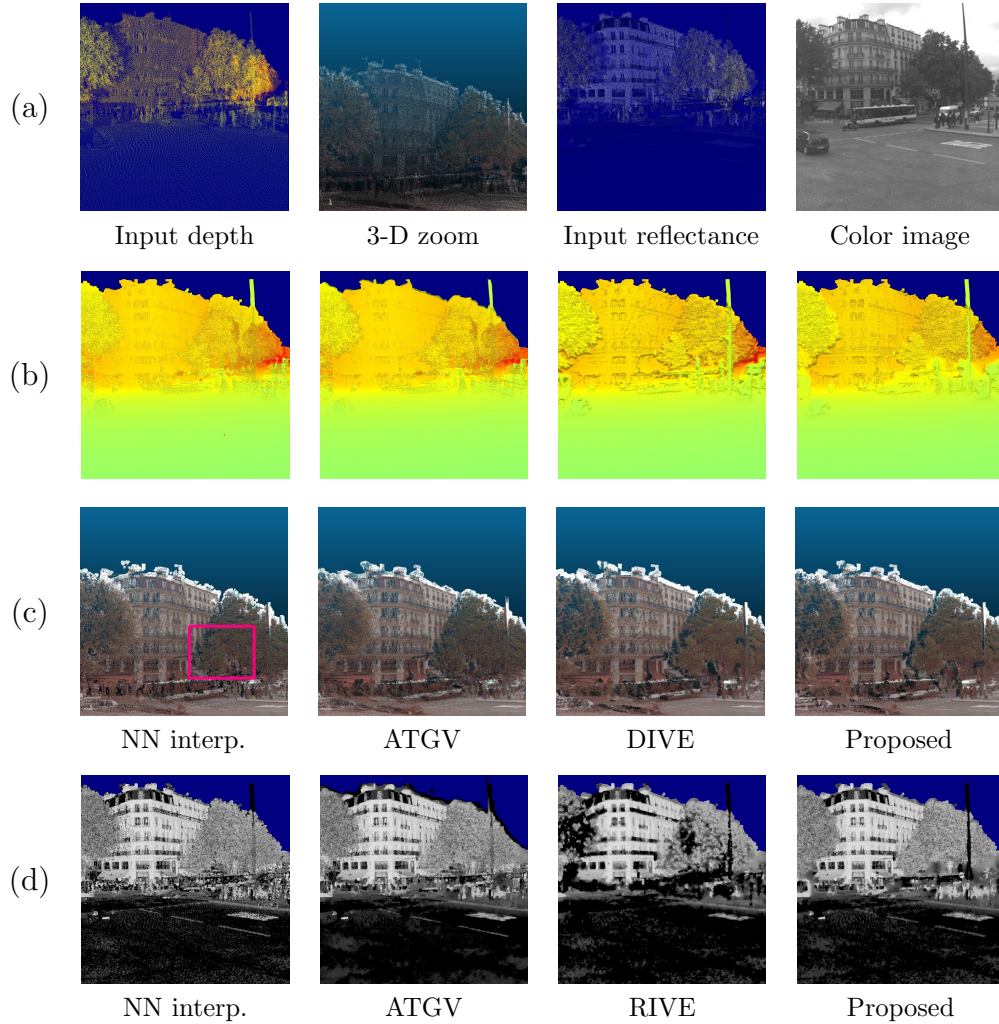 (a)
Input depth
3-D zoom
Input reflectance
Color image
(b)
(c)
NN interp.
ATGV
DIVE
Proposed
(d)
NN interp.
ATGV
RIVE
Proposed